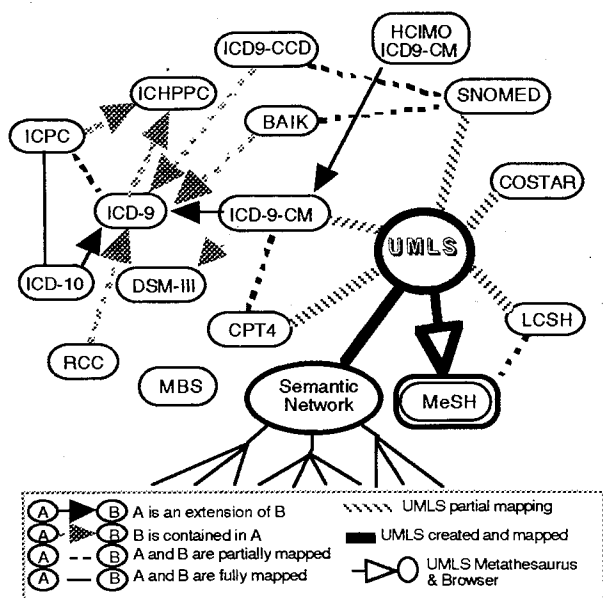 HCIMO
ICD9-CM
ICD9-CCD
ICHPPC
SNOMED
BAIK
ICPC
COSTAR
ICD-9
ICD-9-CM
UMLS
ICD-10
DSM-III
CPT4
LCSH
RCC
MBS
Semantic
Network
MeSH
A B A is an extension of B
A B B is contained in A
A B A and B are partially mapped
A B A and B are fully mapped
UMLS partial mapping
UMLS created and mapped
UMLS Metathesaurus
& Browser